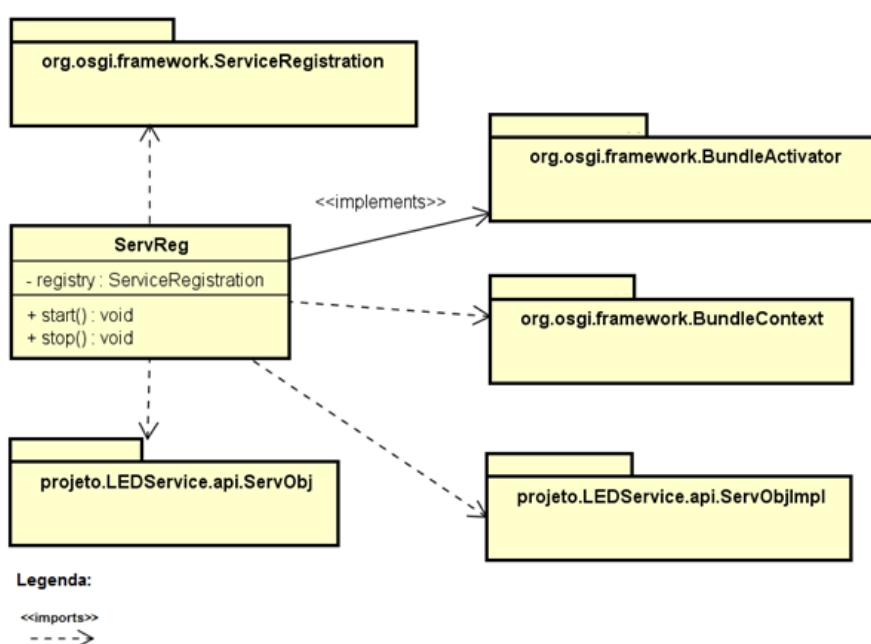 org.osgi.framework.ServiceRegistration
org.osgi.framework.BundleActivator
<<implements>>
ServReg
- registry : ServiceRegistration
+ start() : void
+ stop() : void
org.osgi.framework.BundleContext
projeto.LEDService.api.ServObj
projeto.LEDService.api.ServObjImpl
Legenda:
<<imports>>